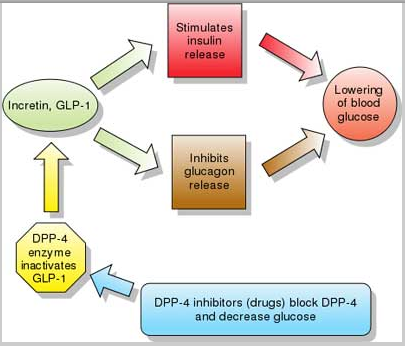 Stimulates
insulin
release
Incretin, GLP-1
Lowering
of blood
glucose
Inhibits
glucagon
release
DPP-4
enzyme
inactivates
GLP-1
DPP-4 inhibitors (drugs) block DPP-4
and decrease glucose